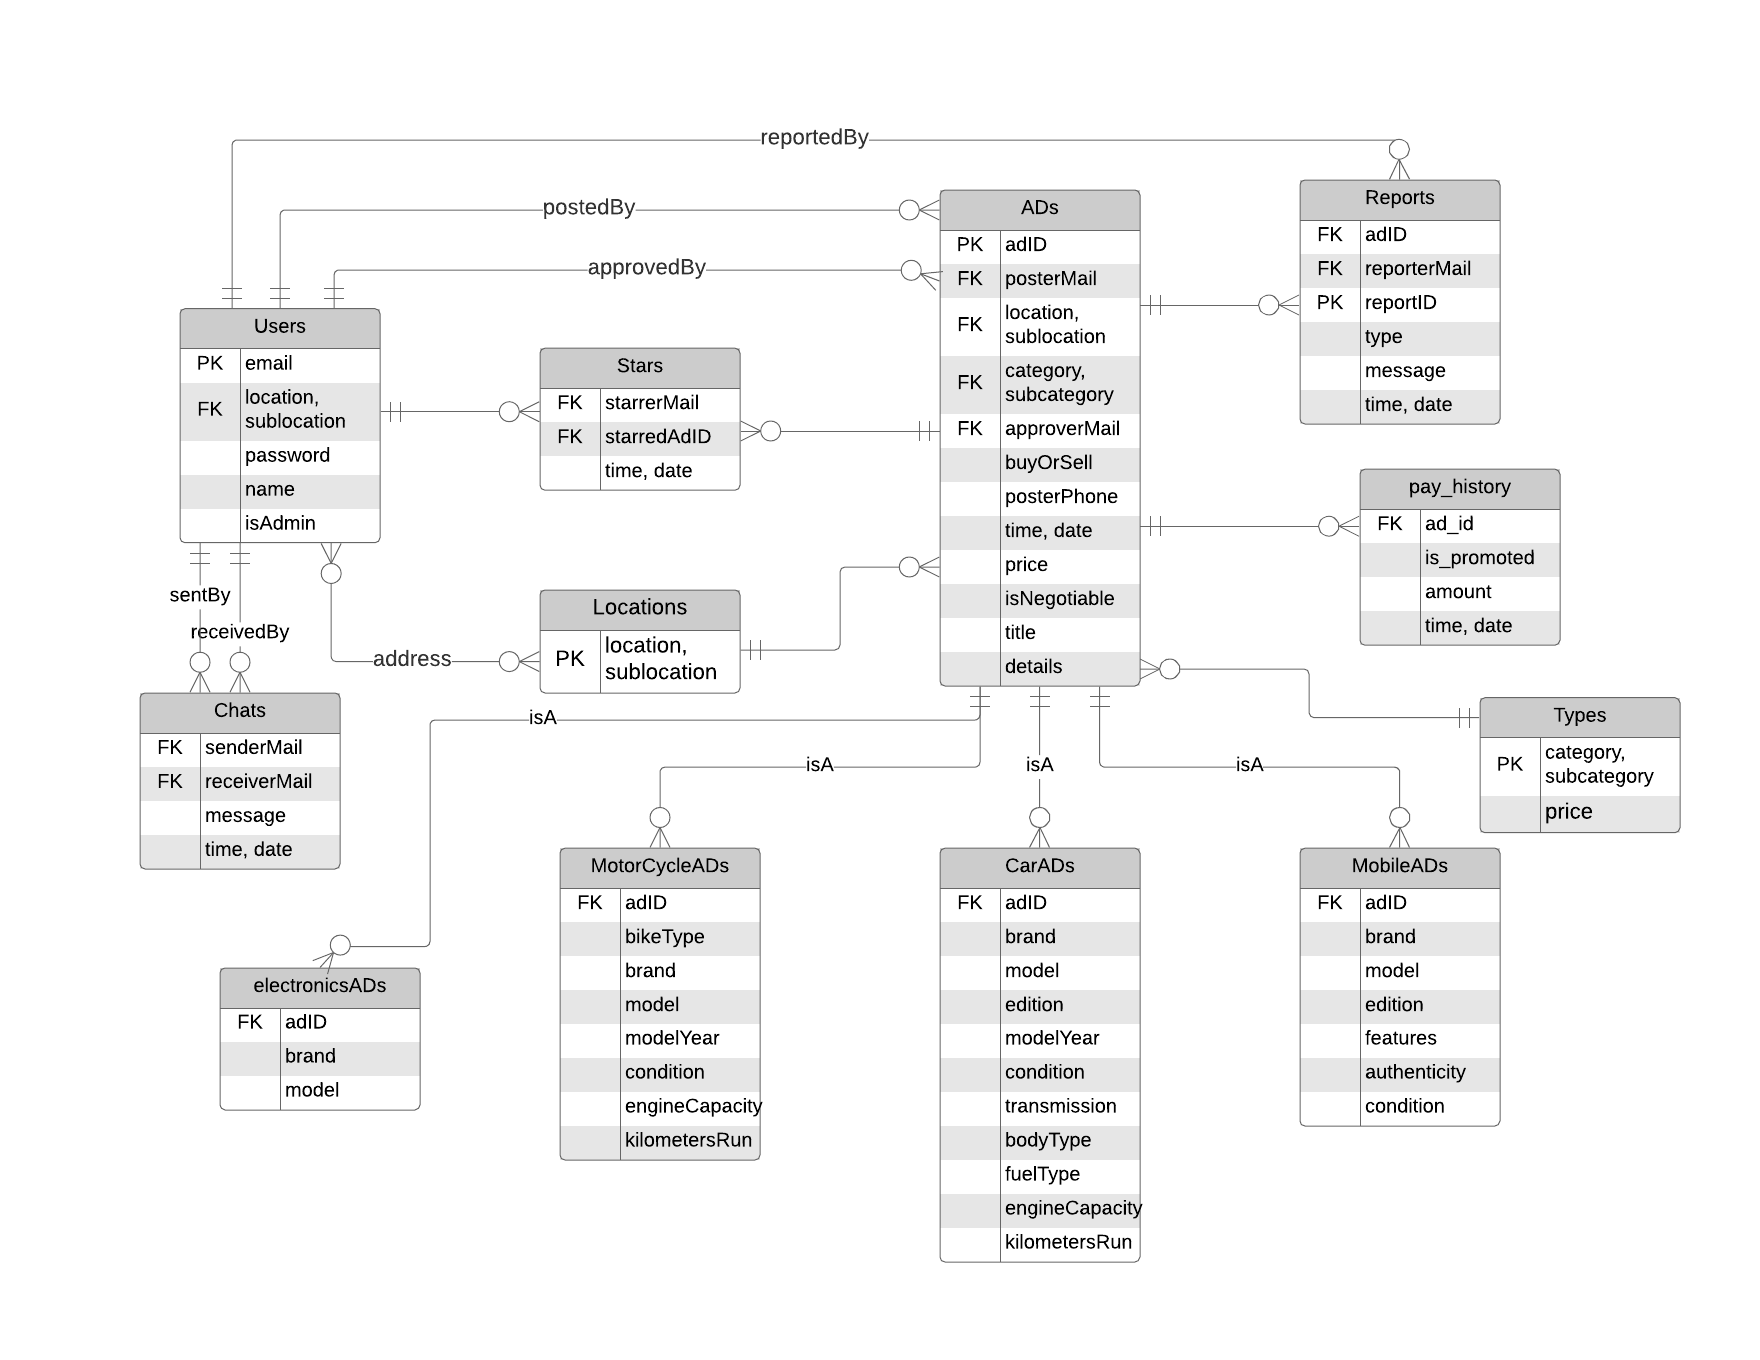 reportedBy
postedBy
approvedBy
Users
PK email
FK location,
sublocation
password
name
isAdmin
Stars
FK starrerMail
FK starredAdID
time, date
ADs
PK adID
FK posterMail
FK location,
sublocation
FK category,
subcategory
FK approverMail
buyOrSell
posterPhone
time, date
price
isNegotiable
title
details
Reports
FK adID
FK reporterMail
PK reportID
type
message
time, date
pay_history
FK ad_id
is_promoted
amount
time, date
sentBy
receivedBy
address
Locations
PK location,
sublocation
Chats
FK senderMail
FK receiverMail
message
time, date
Types
PK category,
subcategory
price
isA
isA
isA
isA
electronicsADs
FK adID
brand
model
MotorCycleADs
FK adID
bikeType
brand
model
modelYear
condition
engineCapacity
kilometersRun
CarADs
FK adID
brand
model
edition
modelYear
condition
transmission
bodyType
fuelType
engineCapacity
kilometersRun
MobileADs
FK adID
brand
model
edition
features
authenticity
condition